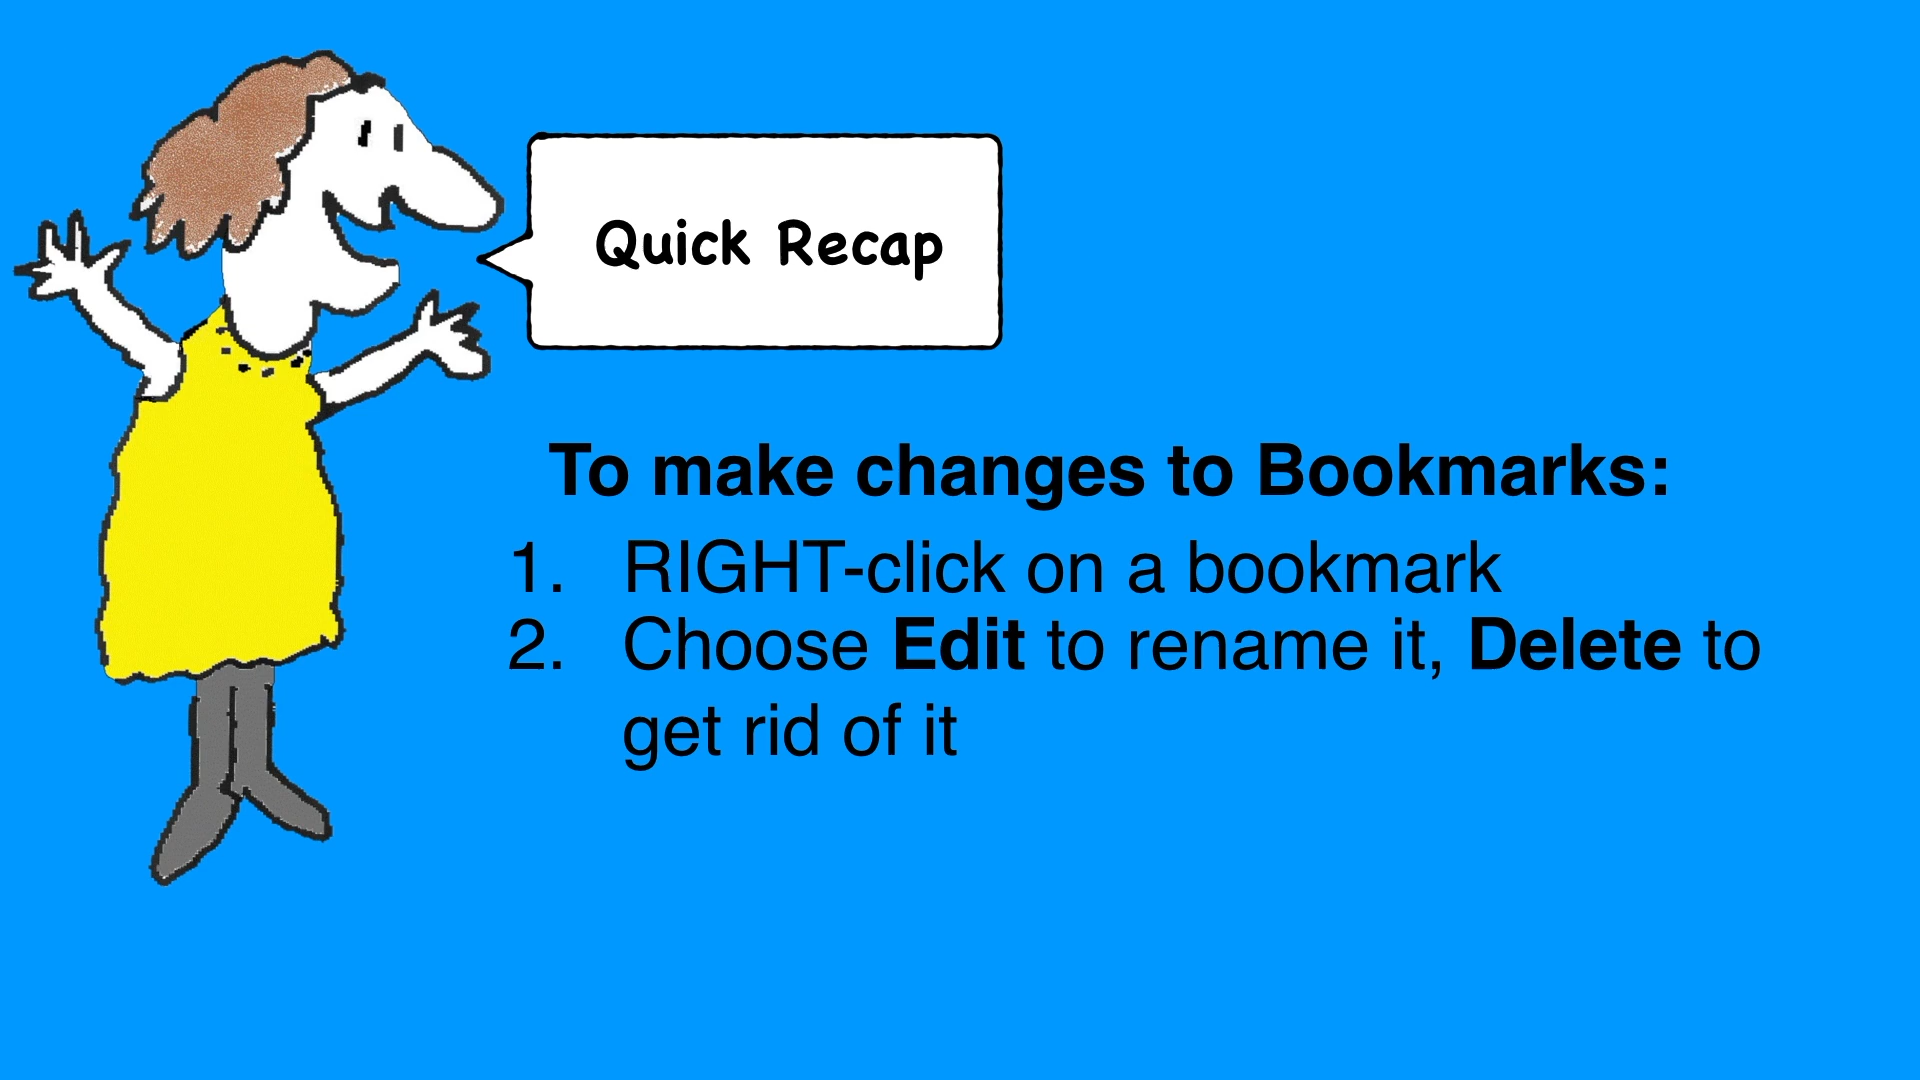 Quick Recap
To make changes to Bookmarks:
1. RIGHT-click on a bookmark
2. Choose Edit to rename it, Delete to
get rid of it